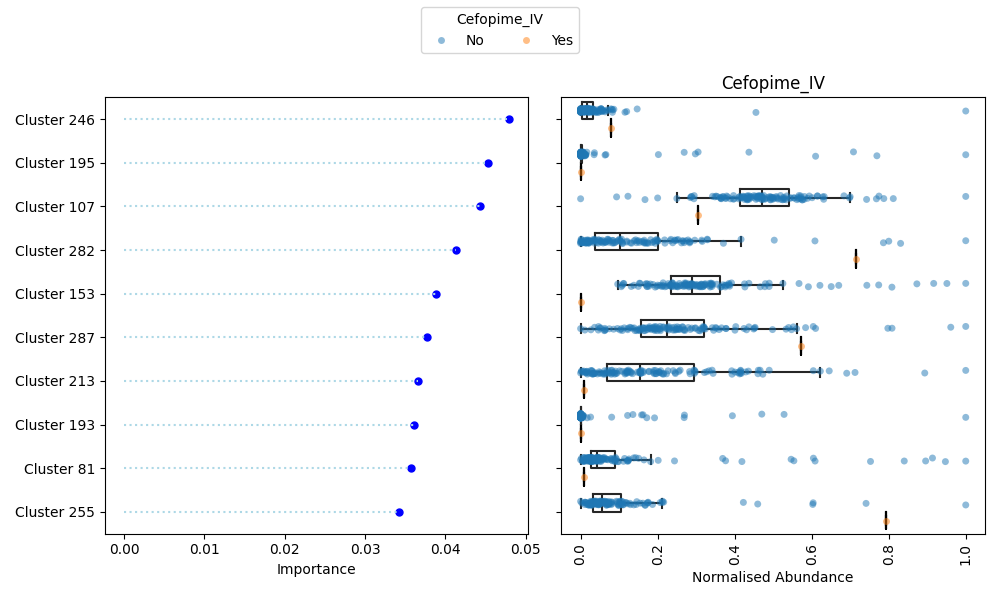 Cefopime_IV
No Yes
Cefopime_IV
Cluster 246
Cluster 195
Cluster 107
Cluster 282
Cluster 153
Cluster 287
Cluster 213
Cluster 193
Cluster 81
Cluster 255
0.00 0.01 0.02 0.03 0.04 0.05
Importance
0.0 0.2 0.4 0.6 0.8 1.0
Normalised Abundance